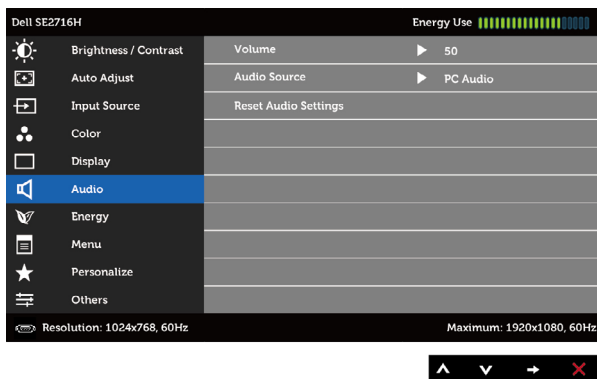 Dell SE2716H Energy Use
Brightness / Contrast Volume 50
Auto Adjust Audio Source PC Audio
Input Source Reset Audio Settings
Color
Display
Audio
Energy
Menu
Personalize
Others
Resolution: 1024x768, 60Hz Maximum: 1920x1080, 60Hz